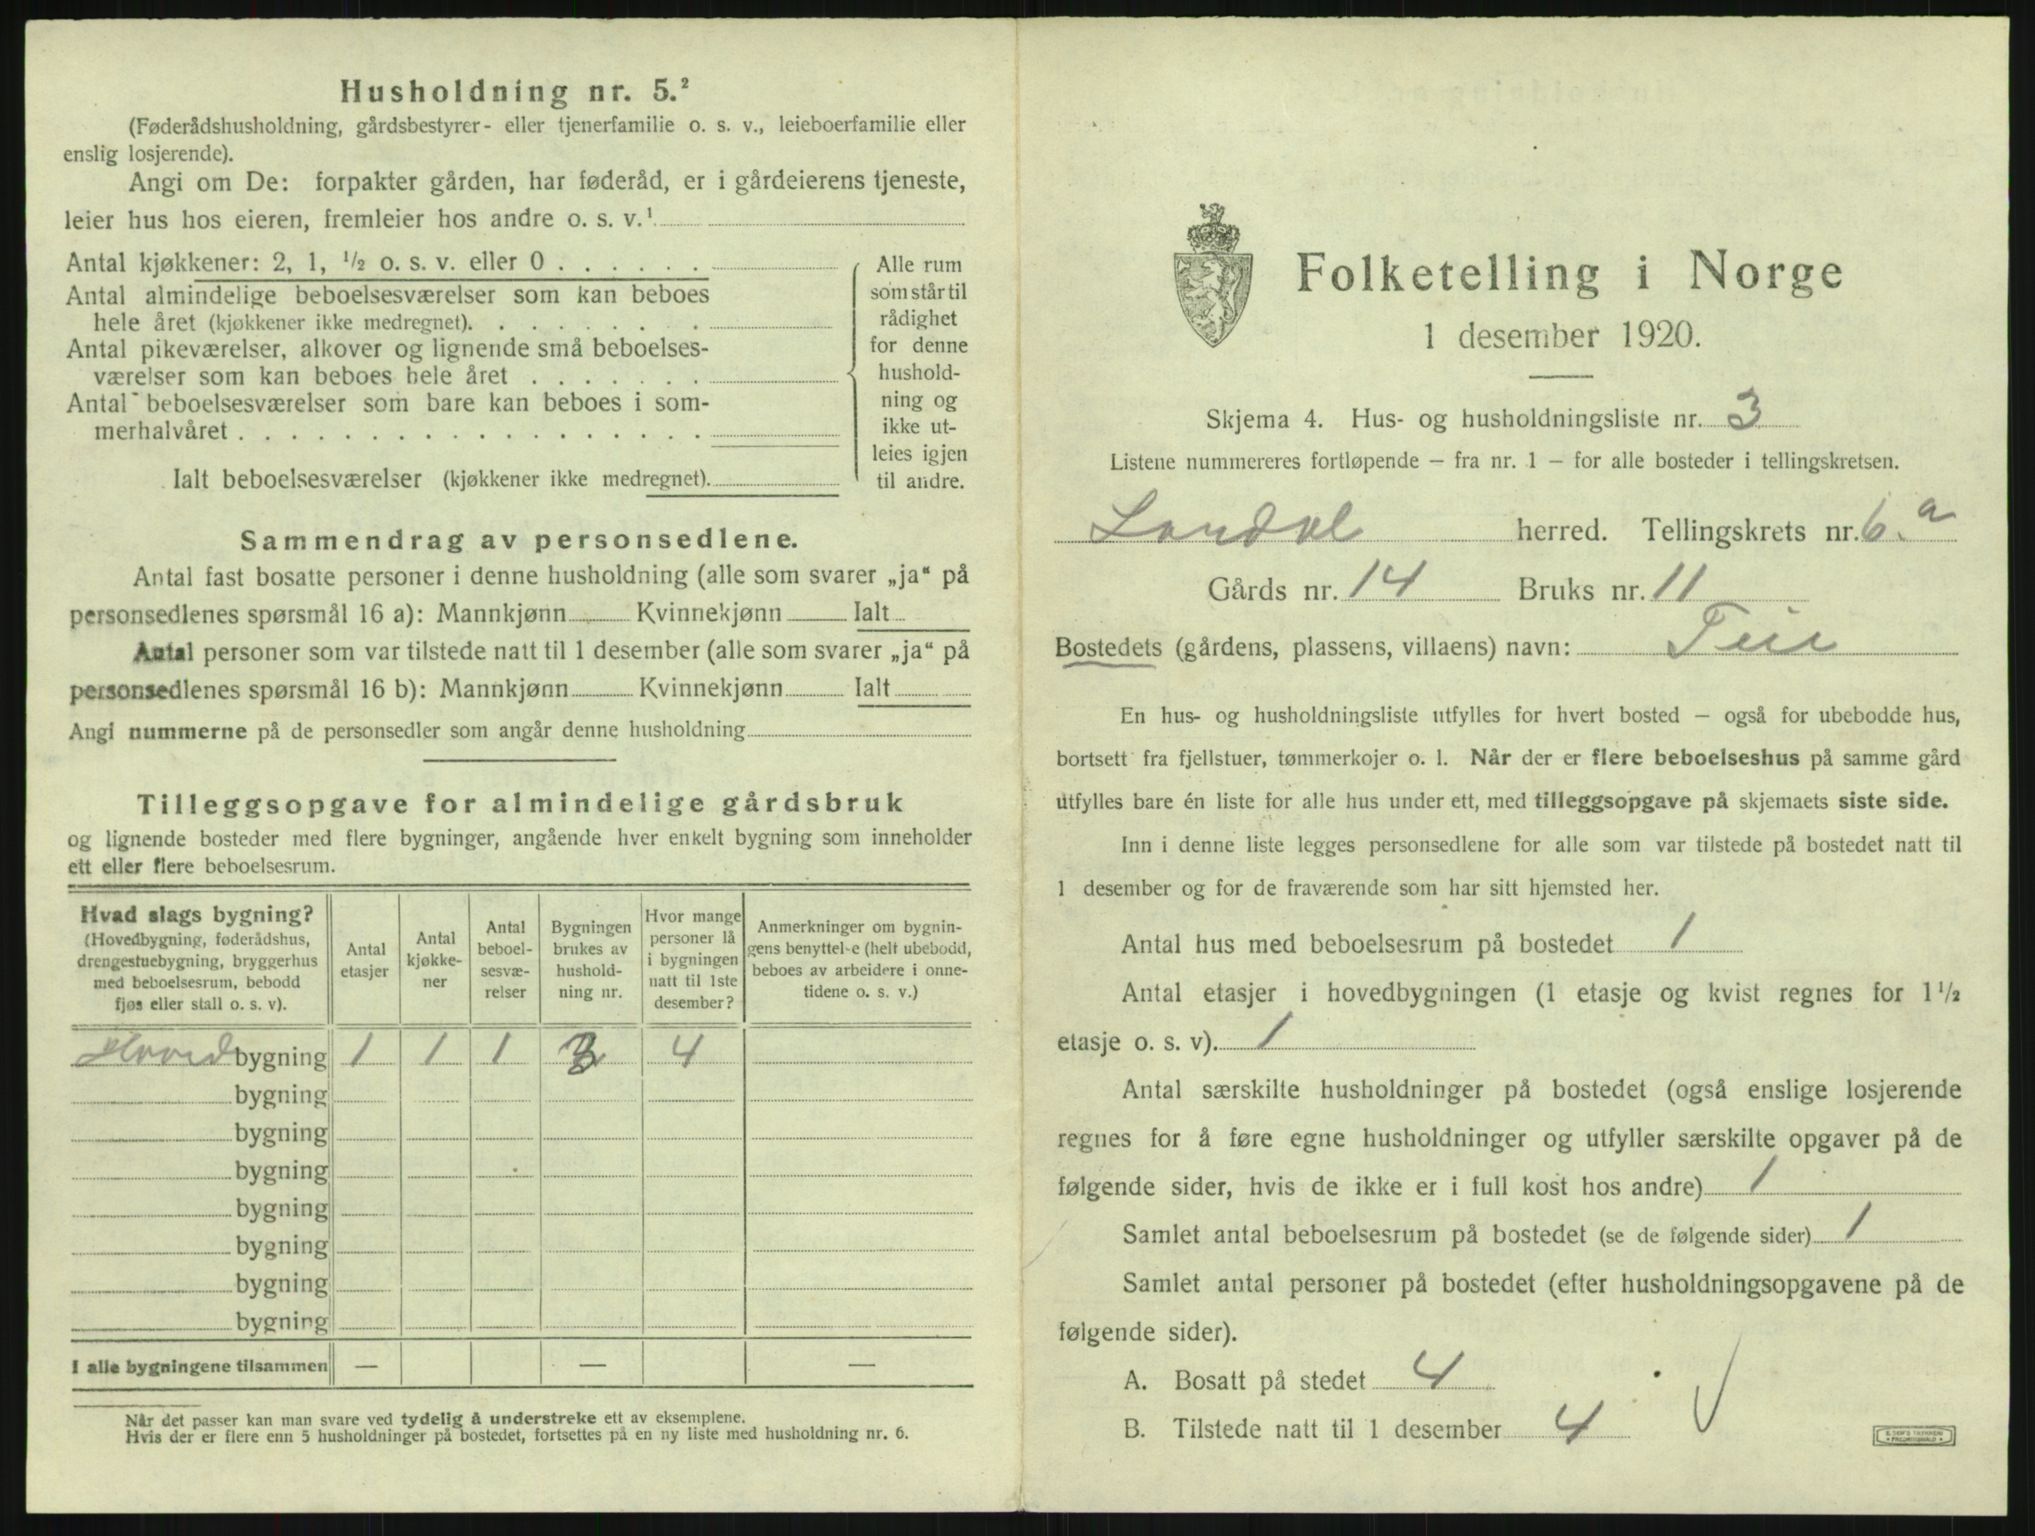 Husholdning nr. 5.²
(Føderådshusholdning, gårdsbestyrer- eller tjenerfamilie o. s. v., leieboerfamilie eller
enslig losjerende).
Angi om De: forpakter gården, har føderåd, er i gårdeierens tjeneste,
leier hus hos eieren, fremleier hos andre o. s. v.¹
Antal kjøkkener: 2, 1, ½ o. s. v. eller 0 . . . . . .
Antal almindelige beboelsesværelser som kan beboes
hele året (kjøkkener ikke medregnet). . . . . . . . .
Antal pikeværelser, alkover og lignende små beboelses-
værelser som kan beboes hele året . . . . . . .
Antal beboelsesværelser som bare kan beboes i som-
merhalvåret . . . . . . . . . . . . . . . . . .
Ialt beboelsesværelser (kjøkkener ikke medregnet).
Alle rum
som står til
rådighet
for denne
hushold-
ning og
ikke ut-
leies igjen
til andre.
Sammendrag av personsedlene.
Antal fast bosatte personer i denne husholdning (alle som svarer „ja“ på
personsedlenes spørsmål 16 a): Mannkjønn Kvinnekjønn Ialt
Antal personer som var tilstede natt til 1 desember (alle som svarer „ja“ på
personsedlenes spørsmål 16 b): Mannkjønn Kvinnekjønn Ialt
Angi nummerne på de personsedler som angår denne husholdning
Tilleggsopgave for almindelige gårdsbruk
og lignende bosteder med flere bygninger, angående hver enkelt bygning som inneholder
ett eller flere beboelsesrum.
Hvad slags bygning?
(Hovedbygning, føderådshus,
drengestuebygning, bryggerhus
med beboelsesrum, bebodd
fjøs eller stall o. s. v).
Antal
etasjer
Antal
kjøkke-
ner
Antal
beboel-
sesvæ-
relser
Bygningen
brukes av
hushold-
ning nr.
Hvor mange
personer lå
i bygningen
natt til 1ste
desember?
Anmerkninger om bygnin-
gens benyttelse (helt ubebodd,
beboes av arbeidere i onne-
tidene o. s. v.)
Hovedbygning 1 1 1 3 4
bygning
bygning
bygning
bygning
bygning
bygning
bygning
I alle bygningene tilsammen — — —
Når det passer kan man svare ved tydelig å understreke ett av eksemplene.
Hvis der er flere enn 5 husholdninger på bostedet, fortsettes på en ny liste med husholdning nr. 6.
Folketelling i Norge
1 desember 1920.
Skjema 4. Hus- og husholdningsliste nr. 3
Listene nummereres fortløpende – fra nr. 1 – for alle bosteder i tellingskretsen.
Lardal herred. Tellingskrets nr. 6.a
Gårds nr. 14 Bruks nr. 11
Bostedets (gårdens, plassens, villaens) navn: Teie
En hus- og husholdningsliste utfylles for hvert bosted – også for ubebodde hus,
bortsett fra fjellstuer, tømmerkojer o. l. Når der er flere beboelseshus på samme gård
utfylles bare én liste for alle hus under ett, med tilleggsopgave på skjemaets siste side.
Inn i denne liste legges personsedlene for alle som var tilstede på bostedet natt til
1 desember og for de fraværende som har sitt hjemsted her.
Antal hus med beboelsesrum på bostedet 1
Antal etasjer i hovedbygningen (1 etasje og kvist regnes for 1½
etasje o. s. v). 1
Antal særskilte husholdninger på bostedet (også enslige losjerende
regnes for å føre egne husholdninger og utfyller særskilte opgaver på de
følgende sider, hvis de ikke er i full kost hos andre) 1
Samlet antal beboelsesrum på bostedet (se de følgende sider) 1
Samlet antal personer på bostedet (efter husholdningsopgavene på de
følgende sider).
A. Bosatt på stedet 4
B. Tilstede natt til 1 desember 4